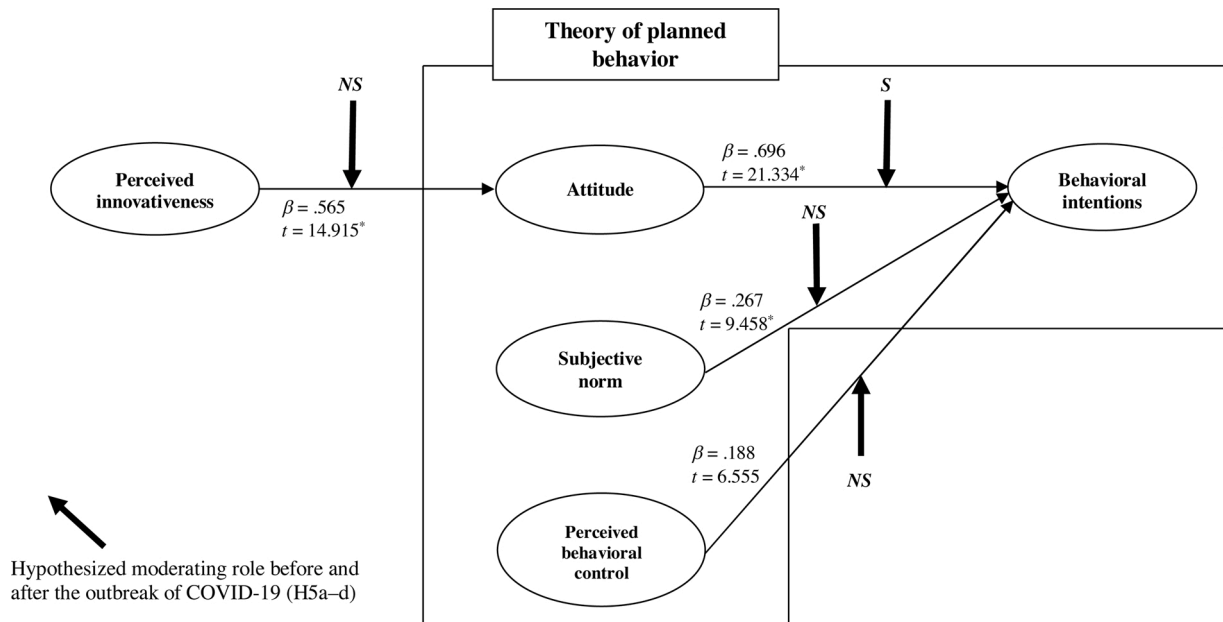 Theory of planned
behavior
NS
S
Perceived
innovativeness
β = .565
t = 14.915*
Attitude
β = .696
t = 21.334*
Behavioral
intentions
NS
β = .267
t = 9.458*
Subjective
norm
β = .188
t = 6.555
NS
Perceived
behavioral
control
Hypothesized moderating role before and
after the outbreak of COVID-19 (H5a–d)